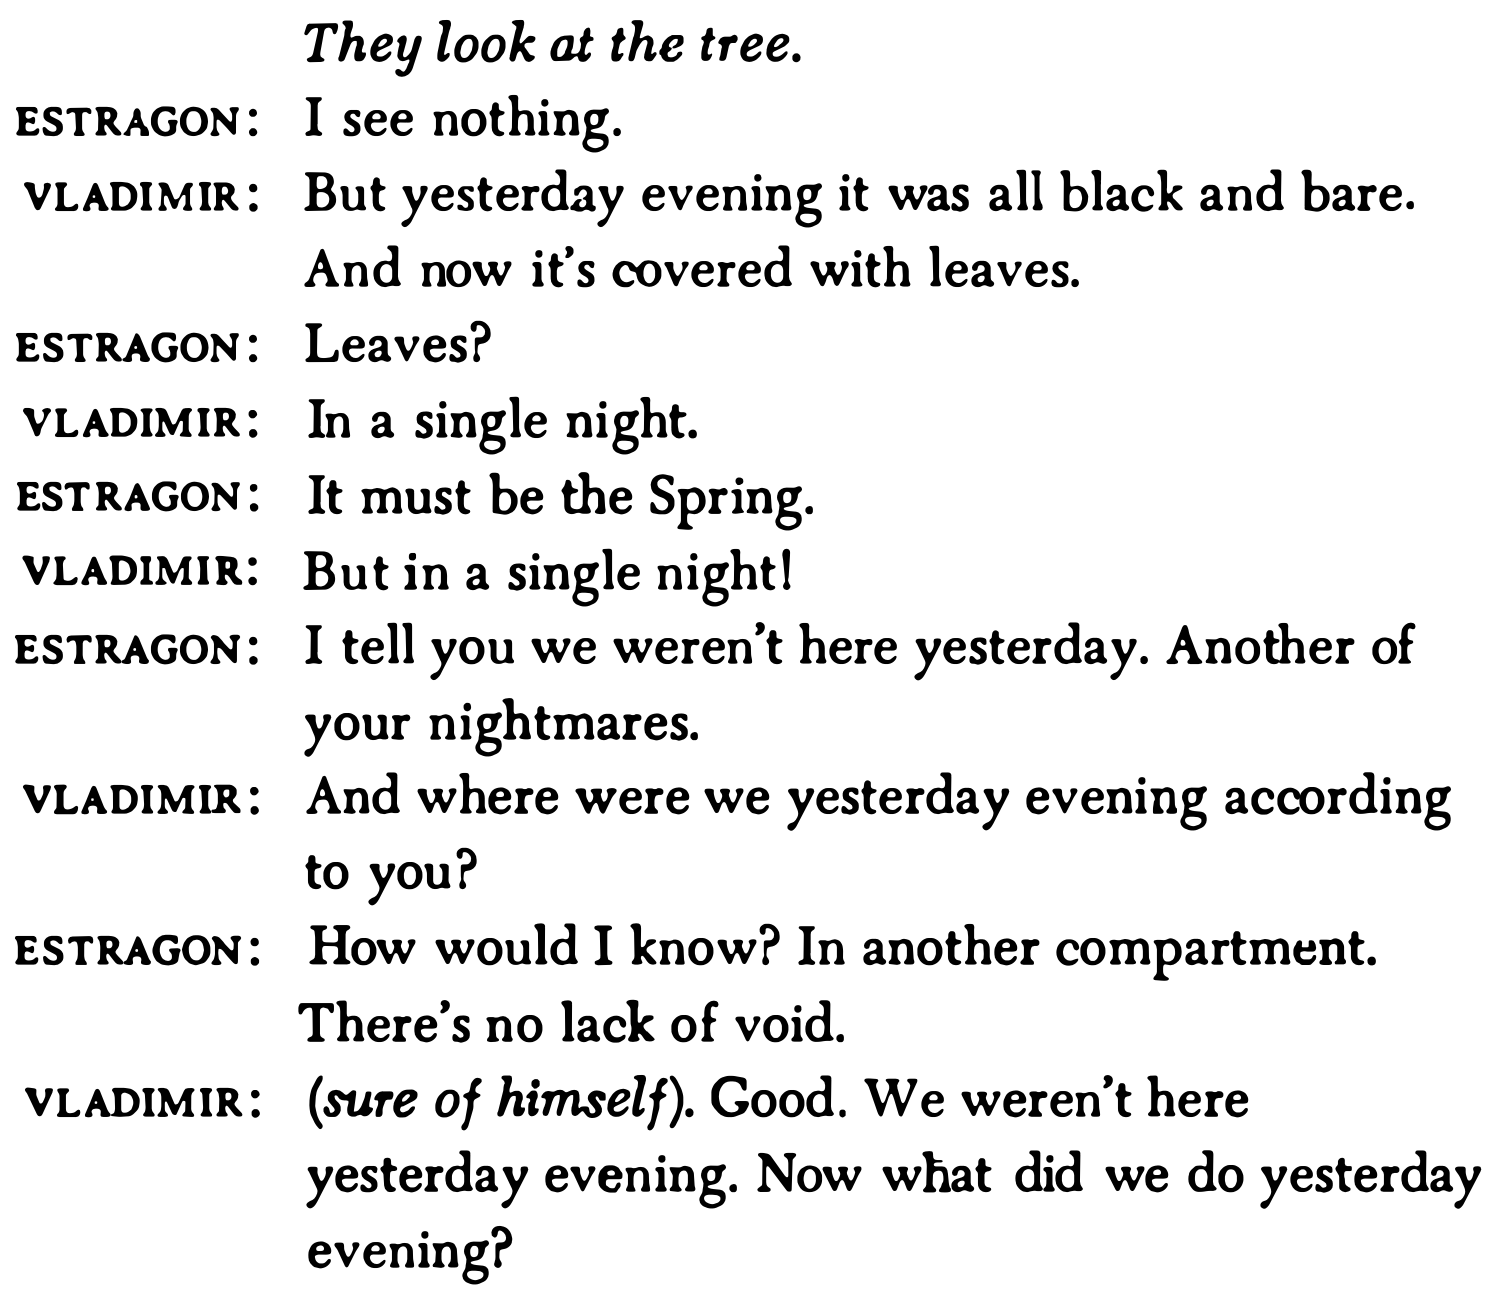 They look at the tree.
ESTRAGON: I see nothing.
VLADIMIR: But yesterday evening it was all black and bare.
And now it's covered with leaves.
ESTRAGON: Leaves?
VLADIMIR: In a single night.
ESTRAGON: It must be the Spring.
VLADIMIR: But in a single night!
ESTRAGON: I tell you we weren't here yesterday. Another of
your nightmares.
VLADIMIR: And where were we yesterday evening according
to you?
ESTRAGON: How would I know? In another compartment.
There's no lack of void.
VLADIMIR: (sure of himself). Good. We weren't here
yesterday evening. Now what did we do yesterday
evening?